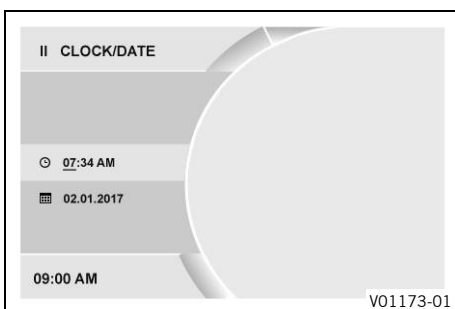 II CLOCK/DATE
07:34 AM
02.01.2017
09:00 AM
V01173-01